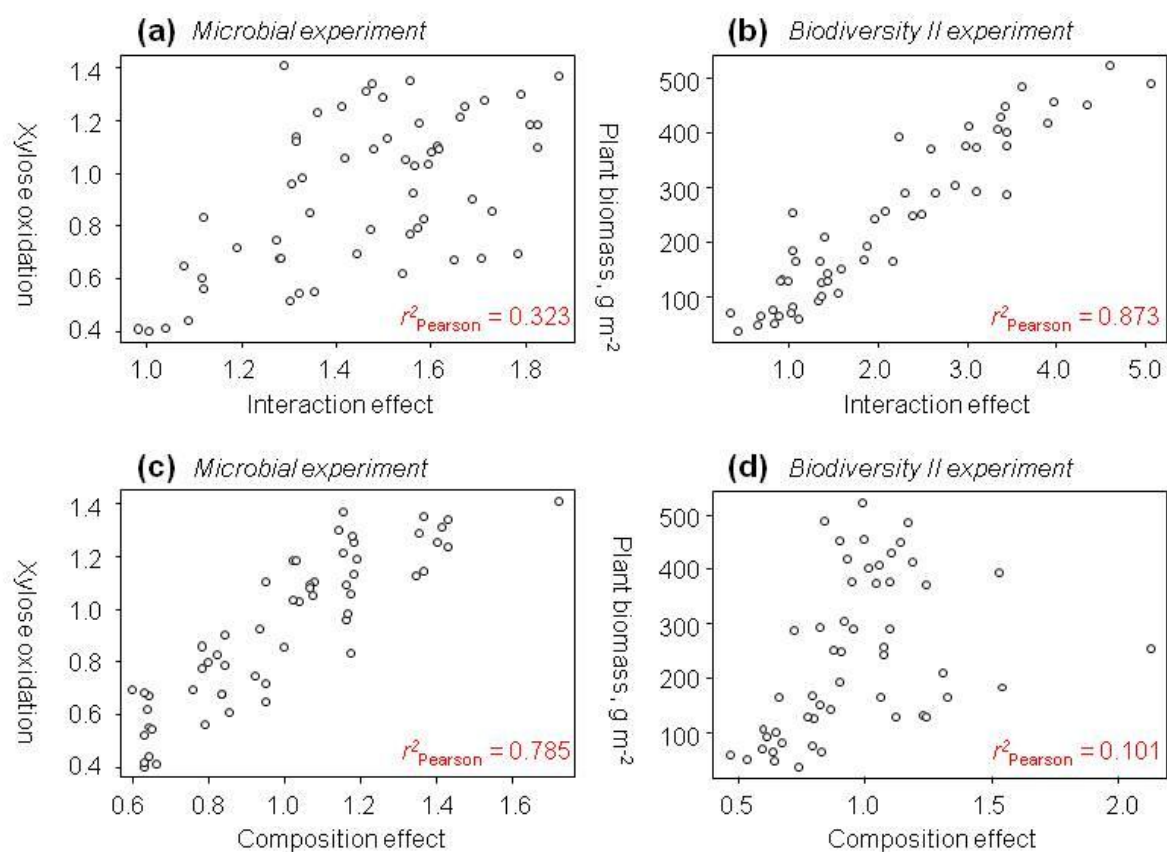 (a) Microbial experiment
Xylose oxidation
1.4
1.2
1.0
0.8
0.6
0.4
r²Pearson = 0.323
1.0 1.2 1.4 1.6 1.8
Interaction effect
(b) Biodiversity II experiment
Plant biomass, g m⁻²
500
400
300
200
100
r²Pearson = 0.873
1.0 2.0 3.0 4.0 5.0
Interaction effect
(c) Microbial experiment
Xylose oxidation
1.4
1.2
1.0
0.8
0.6
0.4
r²Pearson = 0.785
0.6 0.8 1.0 1.2 1.4 1.6
Composition effect
(d) Biodiversity II experiment
Plant biomass, g m⁻²
500
400
300
200
100
r²Pearson = 0.101
0.5 1.0 1.5 2.0
Composition effect